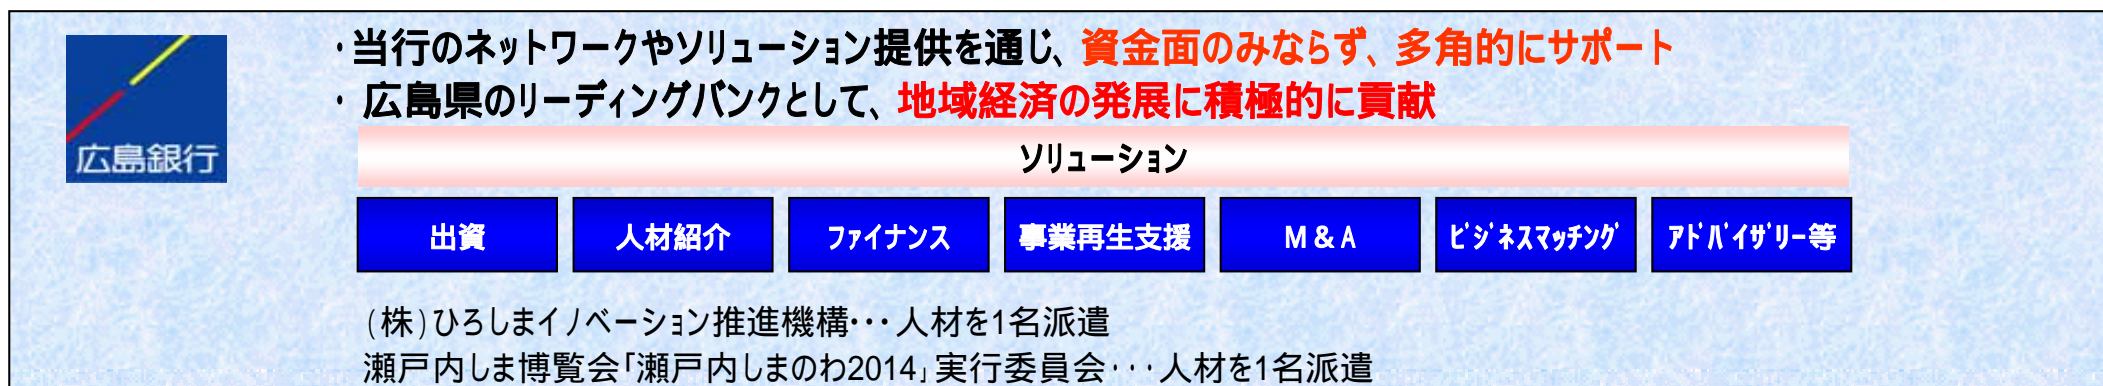 ・当行のネットワークやソリューション提供を通じ、資金面のみならず、多角的にサポート
・ 広島県のリーディングバンクとして、地域経済の発展に積極的に貢献
広島銀行
ソリューション
出資 人材紹介 ファイナンス 事業再生支援 M&A ﾋﾞｼﾞﾈｽﾏｯﾁﾝｸﾞ ｱﾄﾞﾊﾞｲｻﾞﾘｰ等
(株)ひろしまイノベーション推進機構・・・人材を1名派遣
瀬戸内しま博覧会「瀬戸内しまのわ2014」実行委員会・・・人材を1名派遣